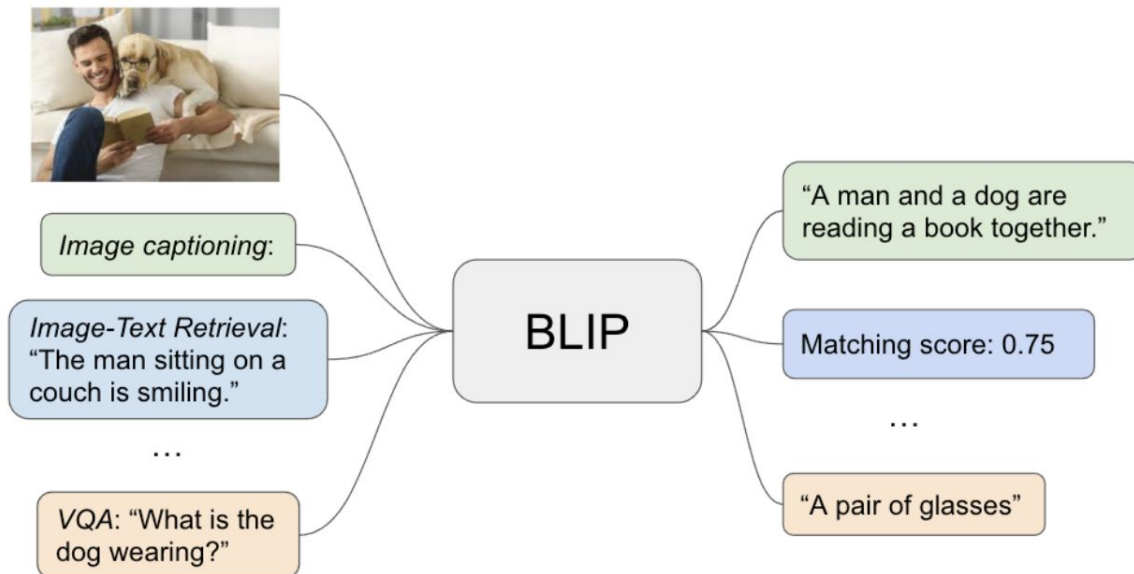 Image captioning:
Image-Text Retrieval:
“The man sitting on a
couch is smiling.”
…
VQA: “What is the
dog wearing?”
BLIP
“A man and a dog are
reading a book together.”
Matching score: 0.75
…
“A pair of glasses”